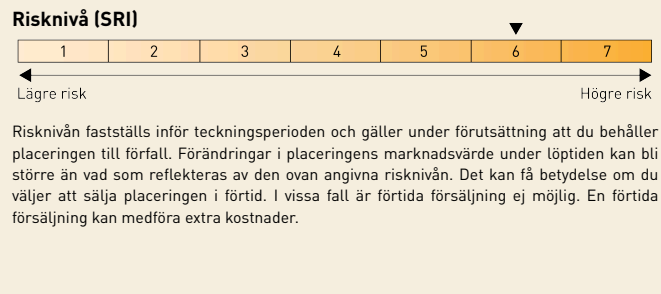 Risknivå (SRI)
1 2 3 4 5 6 7
Lägre risk Högre risk
Risknivån fastställs inför teckningsperioden och gäller under förutsättning att du behåller
placeringen till förfall. Förändringar i placeringens marknadsvärde under löptiden kan bli
större än vad som reflekteras av den ovan angivna risknivån. Det kan få betydelse om du
väljer att sälja placeringen i förtid. I vissa fall är förtida försäljning ej möjlig. En förtida
försäljning kan medföra extra kostnader.